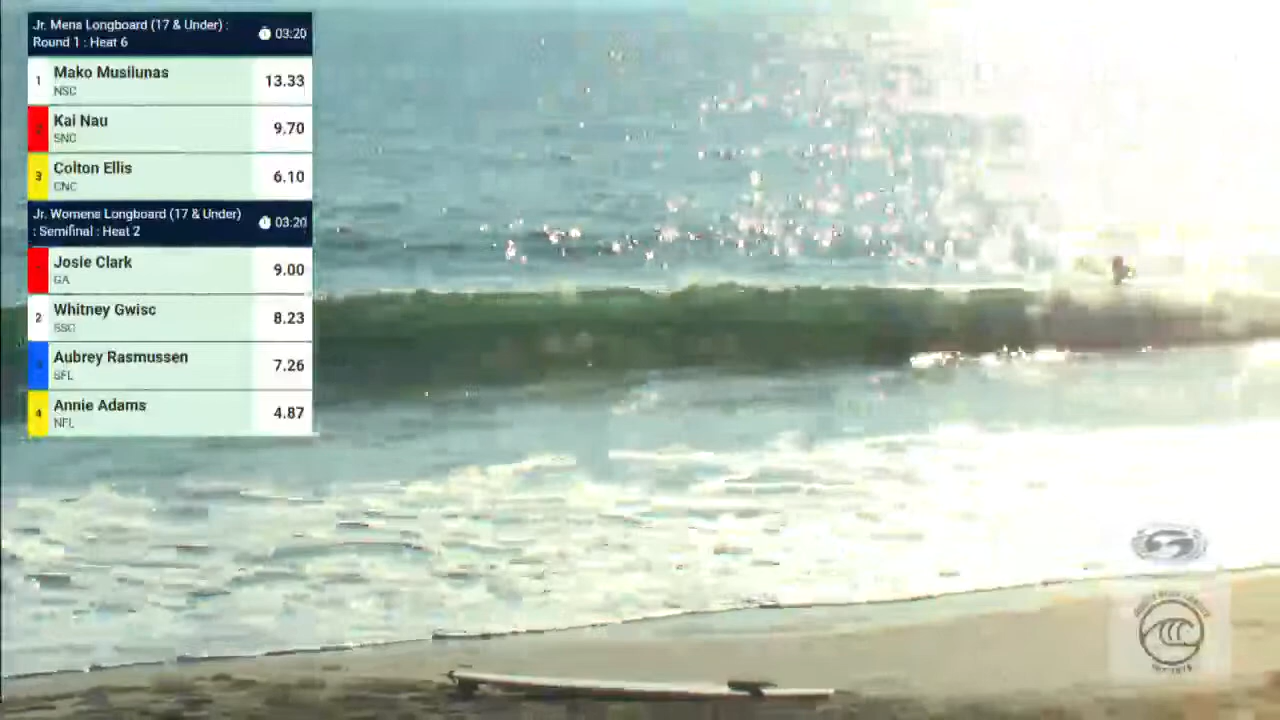 Jr. Mens Longboard (17 & Under) :
Round 1 : Heat 6
03:20
1
Mako Musilunas
13.33
NSC
Kai Nau
9.70
SNC
3
Colton Ellis
6.10
CNC
Jr. Womens Longboard (17 & Under)
: Semifinal : Heat 2
03:20
Josie Clark
9.00
GA
2
Whitney Gwisc
8.23
SSC
Aubrey Rasmussen
7.26
SFL
4
Annie Adams
4.87
NFL